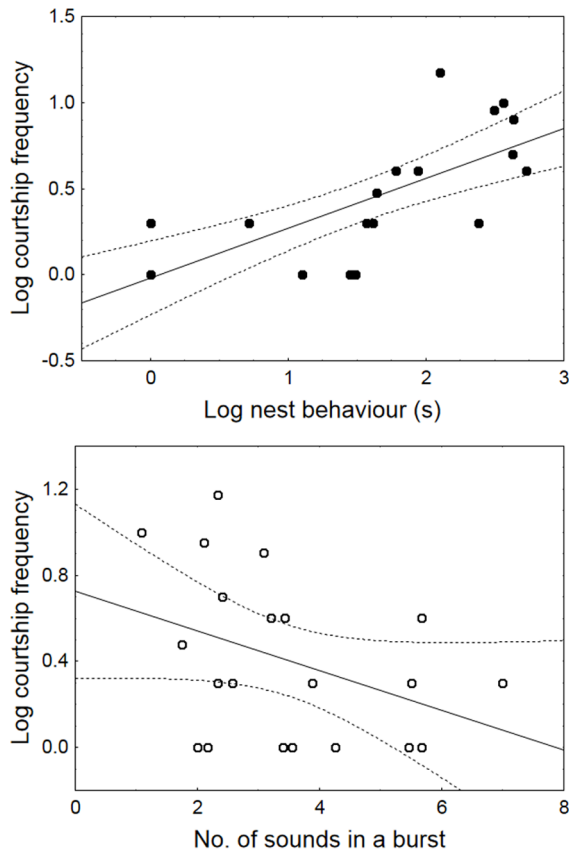 1.5
1.0
0.5
0.0
-0.5
Log courtship frequency
0 1 2 3
Log nest behaviour (s)
1.2
0.8
0.4
0.0
Log courtship frequency
0 2 4 6 8
No. of sounds in a burst